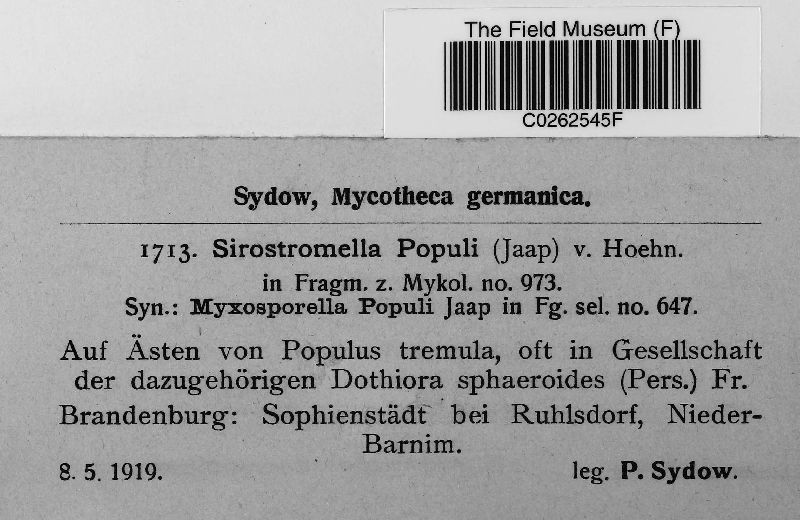 The Field Museum (F)
C0262545F
Sydow, Mycotheca germanica.
1713. Sirostromella Populi (Jaap) v. Hoehn.
in Fragm. z. Mykol. no. 973.
Syn.: Myxosporella Populi Jaap in Fg. sel. no. 647.
Auf Ästen von Populus tremula, oft in Gesellschaft
der dazugehörigen Dothiora sphaeroides (Pers.) Fr.
Brandenburg: Sophienstädt bei Ruhlsdorf, Nieder-
Barnim.
8. 5. 1919. leg. P. Sydow.